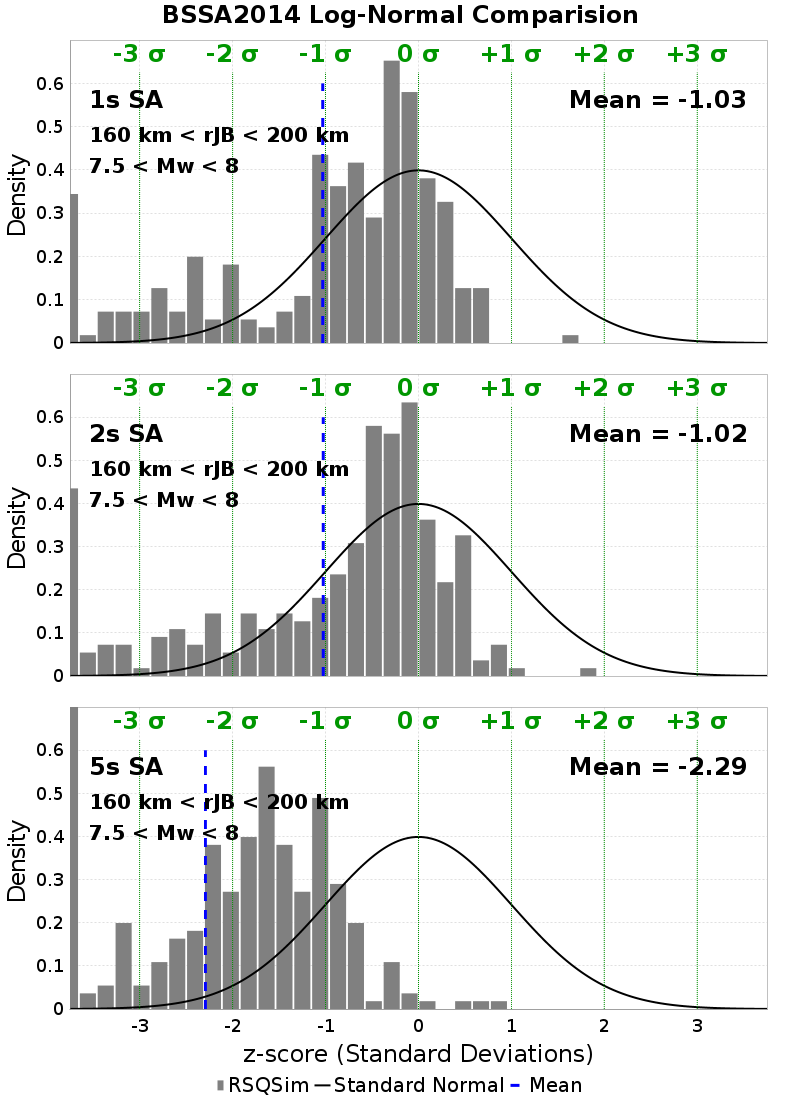 BSSA2014 Log-Normal Comparision
-3 σ -2 σ -1 σ 0 σ +1 σ +2 σ +3 σ
1s SA Mean = -1.03
160 km < rJB < 200 km
7.5 < Mw < 8
Density
0.6
0.5
0.4
0.3
0.2
0.1
0
-3 σ -2 σ -1 σ 0 σ +1 σ +2 σ +3 σ
2s SA Mean = -1.02
160 km < rJB < 200 km
7.5 < Mw < 8
Density
0.6
0.5
0.4
0.3
0.2
0.1
0
-3 σ -2 σ -1 σ 0 σ +1 σ +2 σ +3 σ
5s SA Mean = -2.29
160 km < rJB < 200 km
7.5 < Mw < 8
Density
0.6
0.5
0.4
0.3
0.2
0.1
0
-3 -2 -1 0 1 2 3
z-score (Standard Deviations)
RSQSim Standard Normal Mean